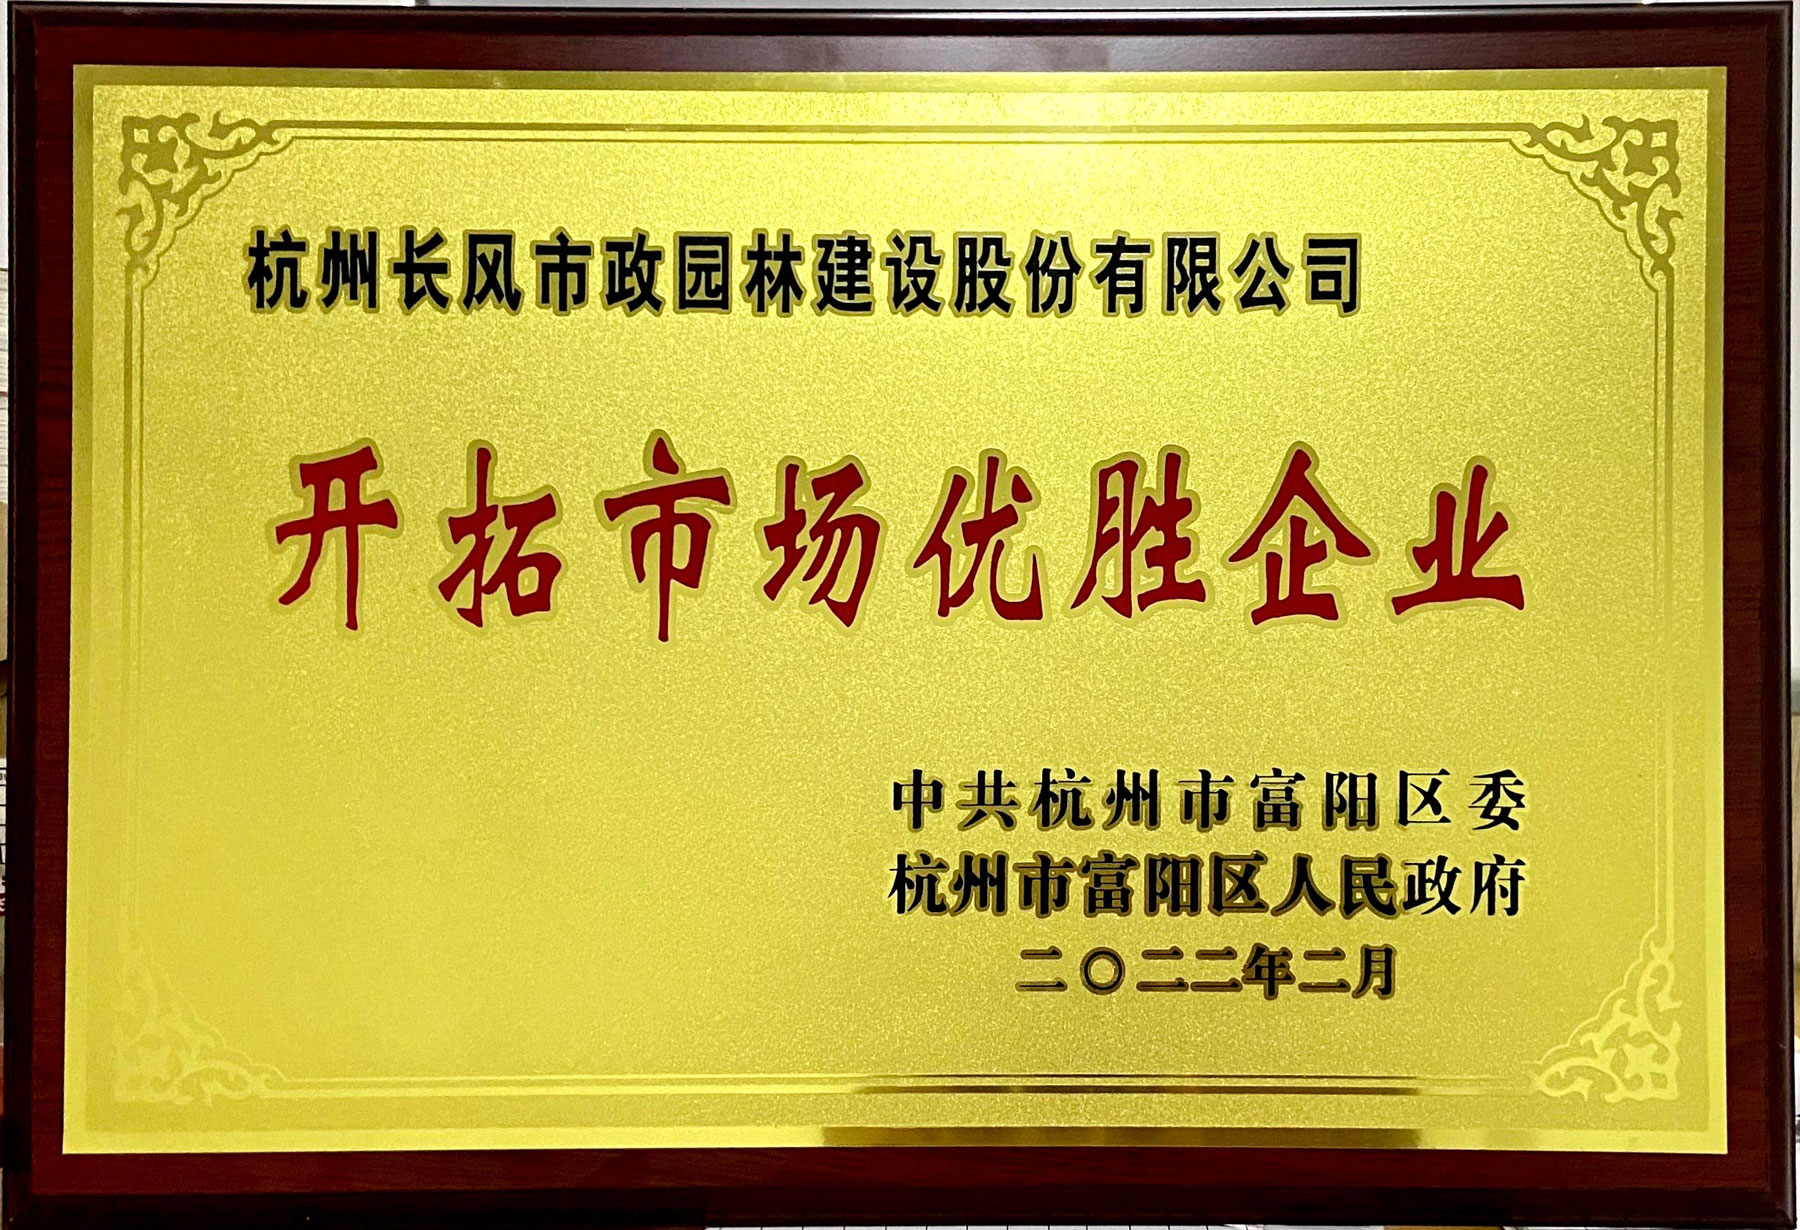 杭州长风市政园林建设股份有限公司
开拓市场优胜企业
中共杭州市富阳区委
杭州市富阳区人民政府
二〇二二年二月